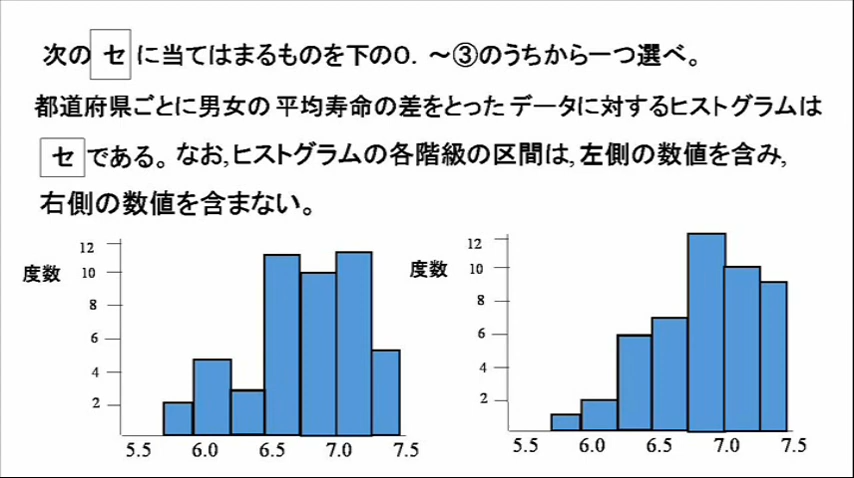 次の セ に当てはまるものを下の0. ～③のうちから一つ選べ。
都道府県ごとに男女の 平均寿命の差をとったデータに対するヒストグラムは
セ である。なお,ヒストグラムの各階級の区間は,左側の数値を含み,
右側の数値を含まない。
度数
12
10
8
6
4
2
5.5 6.0 6.5 7.0 7.5
度数
12
10
8
6
4
2
5.5 6.0 6.5 7.0 7.5